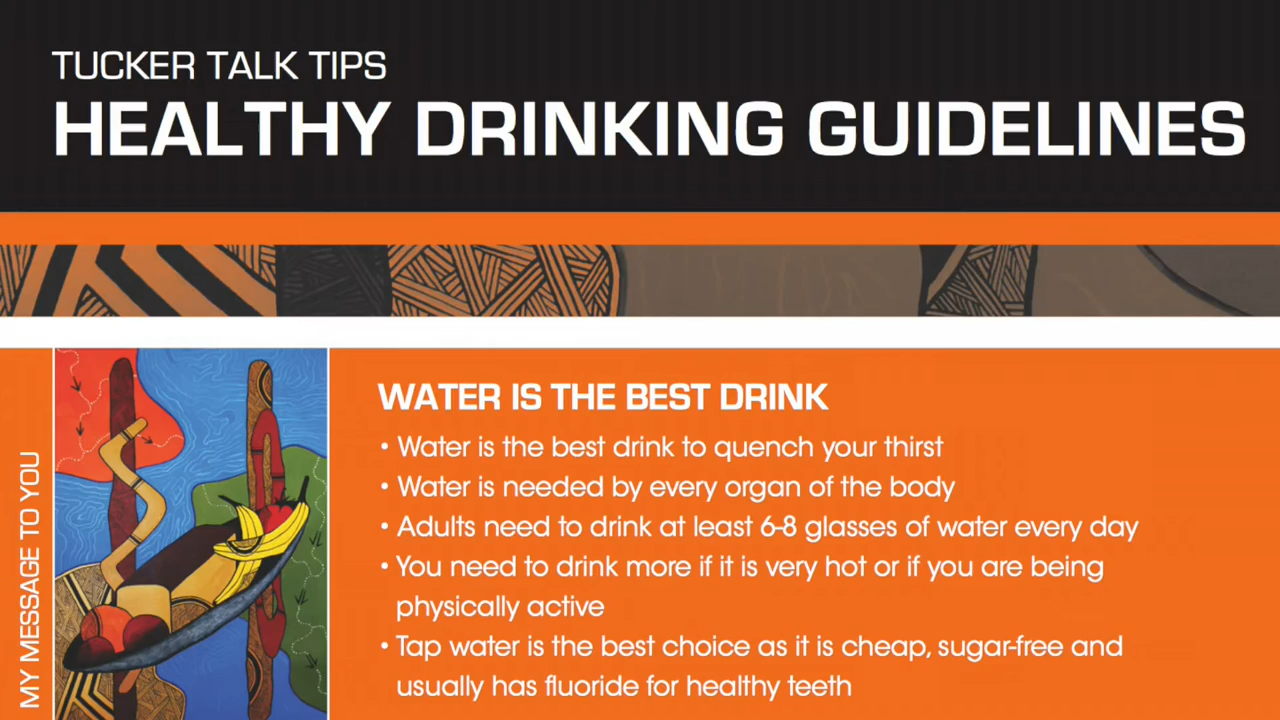 TUCKER TALK TIPS
HEALTHY DRINKING GUIDELINES
MY MESSAGE TO YOU
WATER IS THE BEST DRINK
• Water is the best drink to quench your thirst
• Water is needed by every organ of the body
• Adults need to drink at least 6-8 glasses of water every day
• You need to drink more if it is very hot or if you are being
physically active
• Tap water is the best choice as it is cheap, sugar-free and
usually has fluoride for healthy teeth